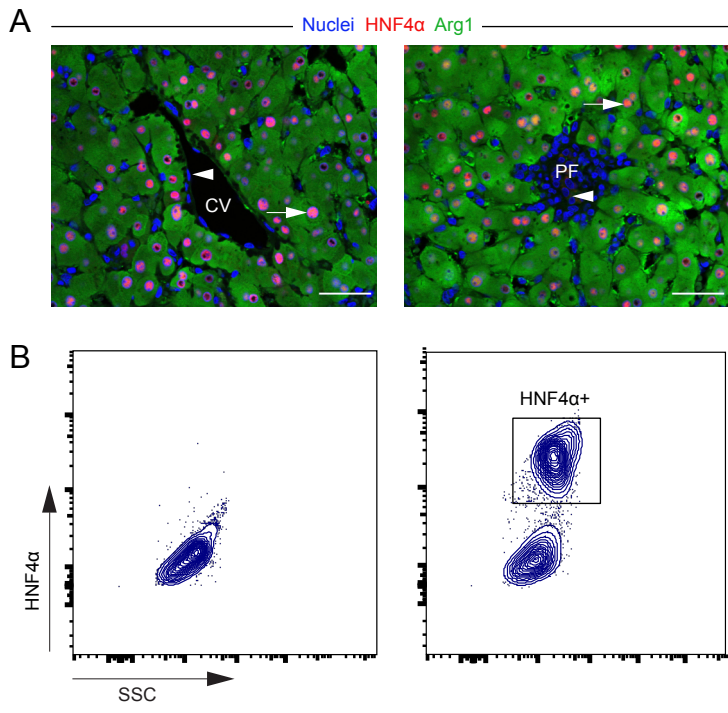 A
Nuclei HNF4α Arg1
CV
PF
B
HNF4α+
HNF4α
SSC